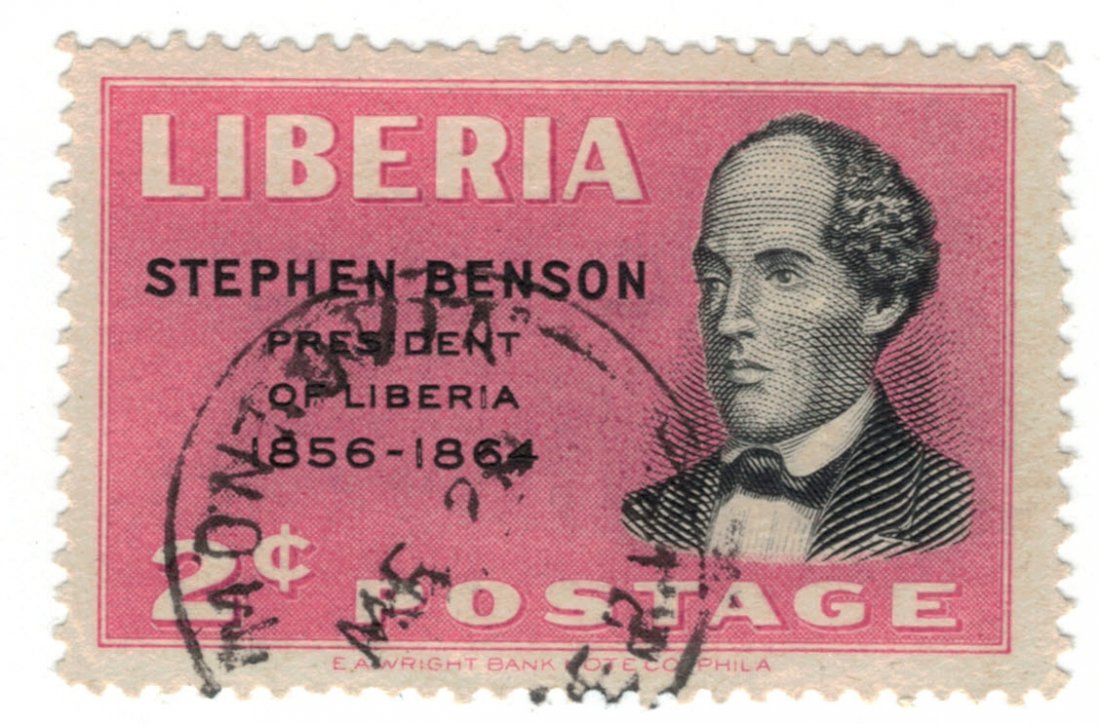 LIBERIA
STEPHEN BENSON
PRESIDENT
OF LIBERIA
1856-1864
2¢ POSTAGE
E.A.WRIGHT BANK NOTE CO. PHILA